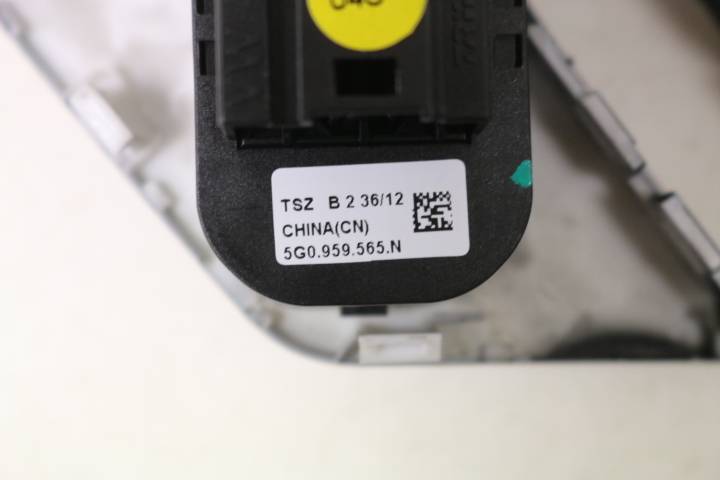 TSZ B 2 36/12
CHINA(CN)
5G0.959.565.N